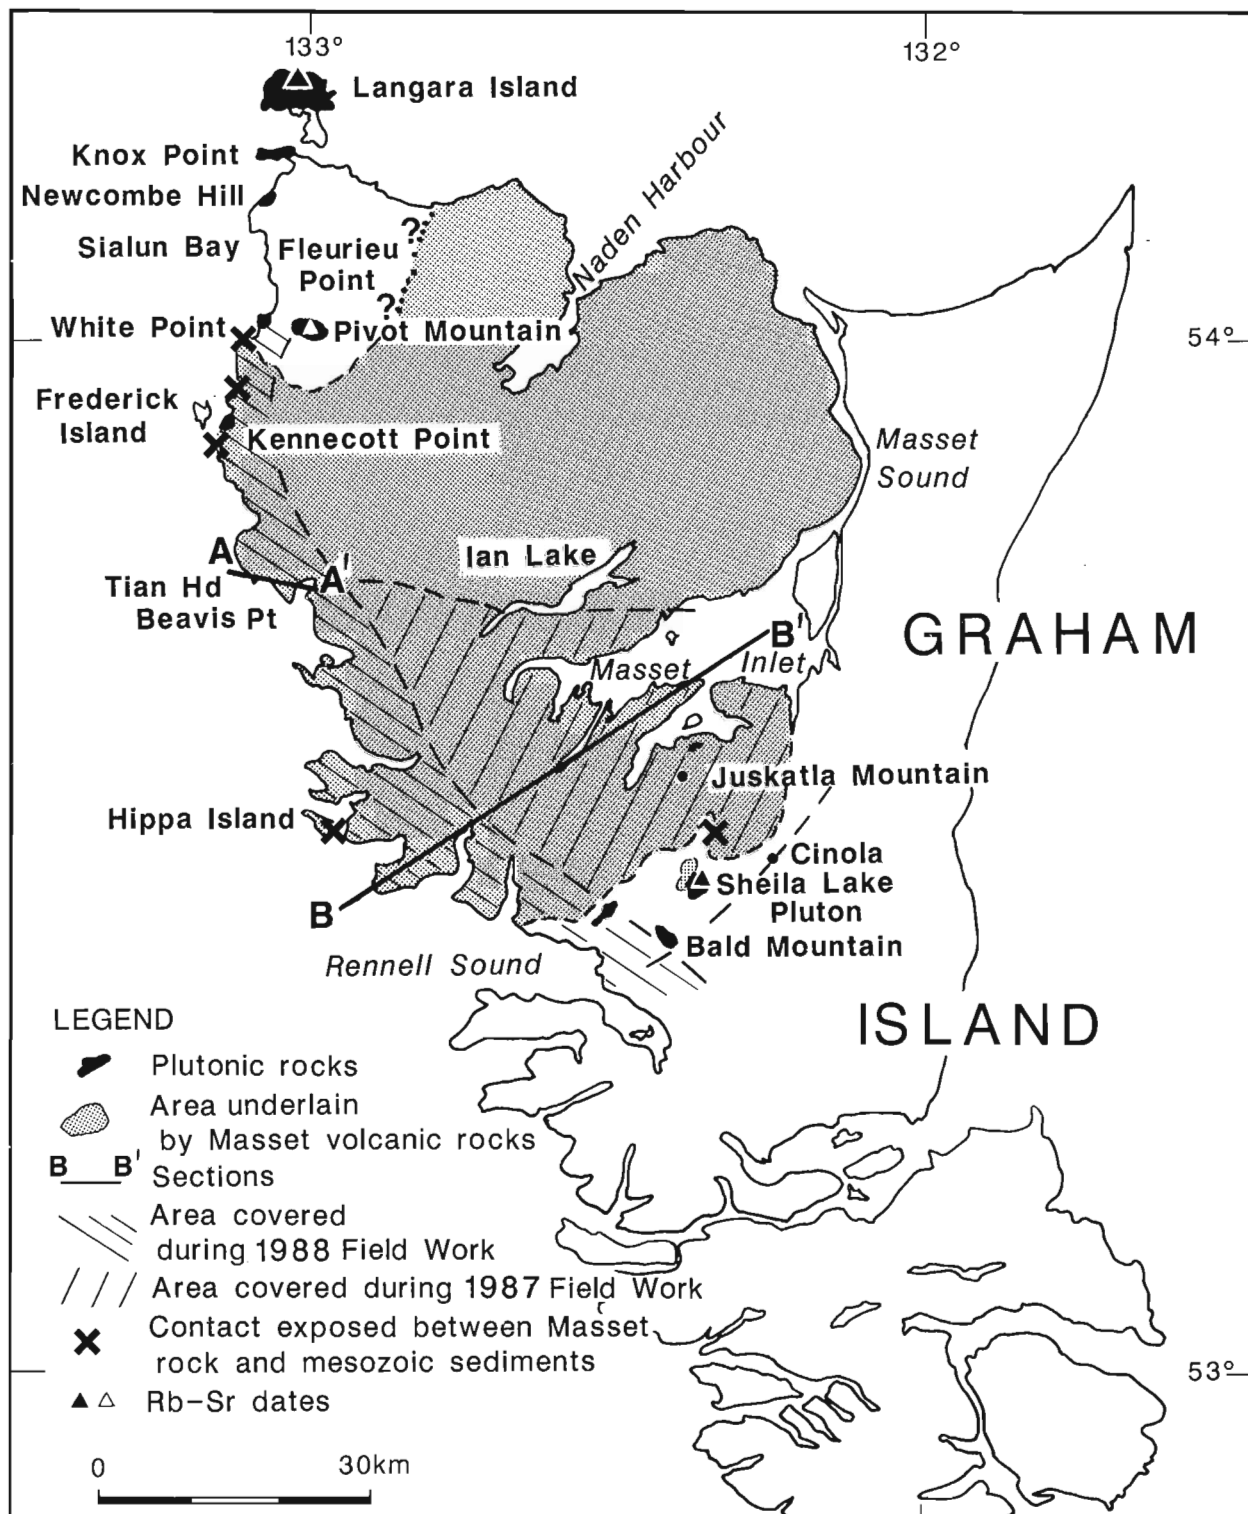 133°
132°
Langara Island
Knox Point
Newcombe Hill
Naden Harbour
Sialun Bay
Fleurieu
Point
?
?
White Point
Pivot Mountain
54°
Frederick
Island
Kennecott Point
Masset
Sound
Ian Lake
A
A'
Tian Hd
Beavis Pt
GRAHAM
B'
Masset Inlet
Juskatla Mountain
Hippa Island
Cinola
Sheila Lake
Pluton
B
Bald Mountain
Rennell Sound
ISLAND
LEGEND
Plutonic rocks
Area underlain
by Masset volcanic rocks
B B'
Sections
Area covered
during 1988 Field Work
Area covered during 1987 Field Work
Contact exposed between Masset
rock and mesozoic sediments
53°
Rb-Sr dates
0 30km